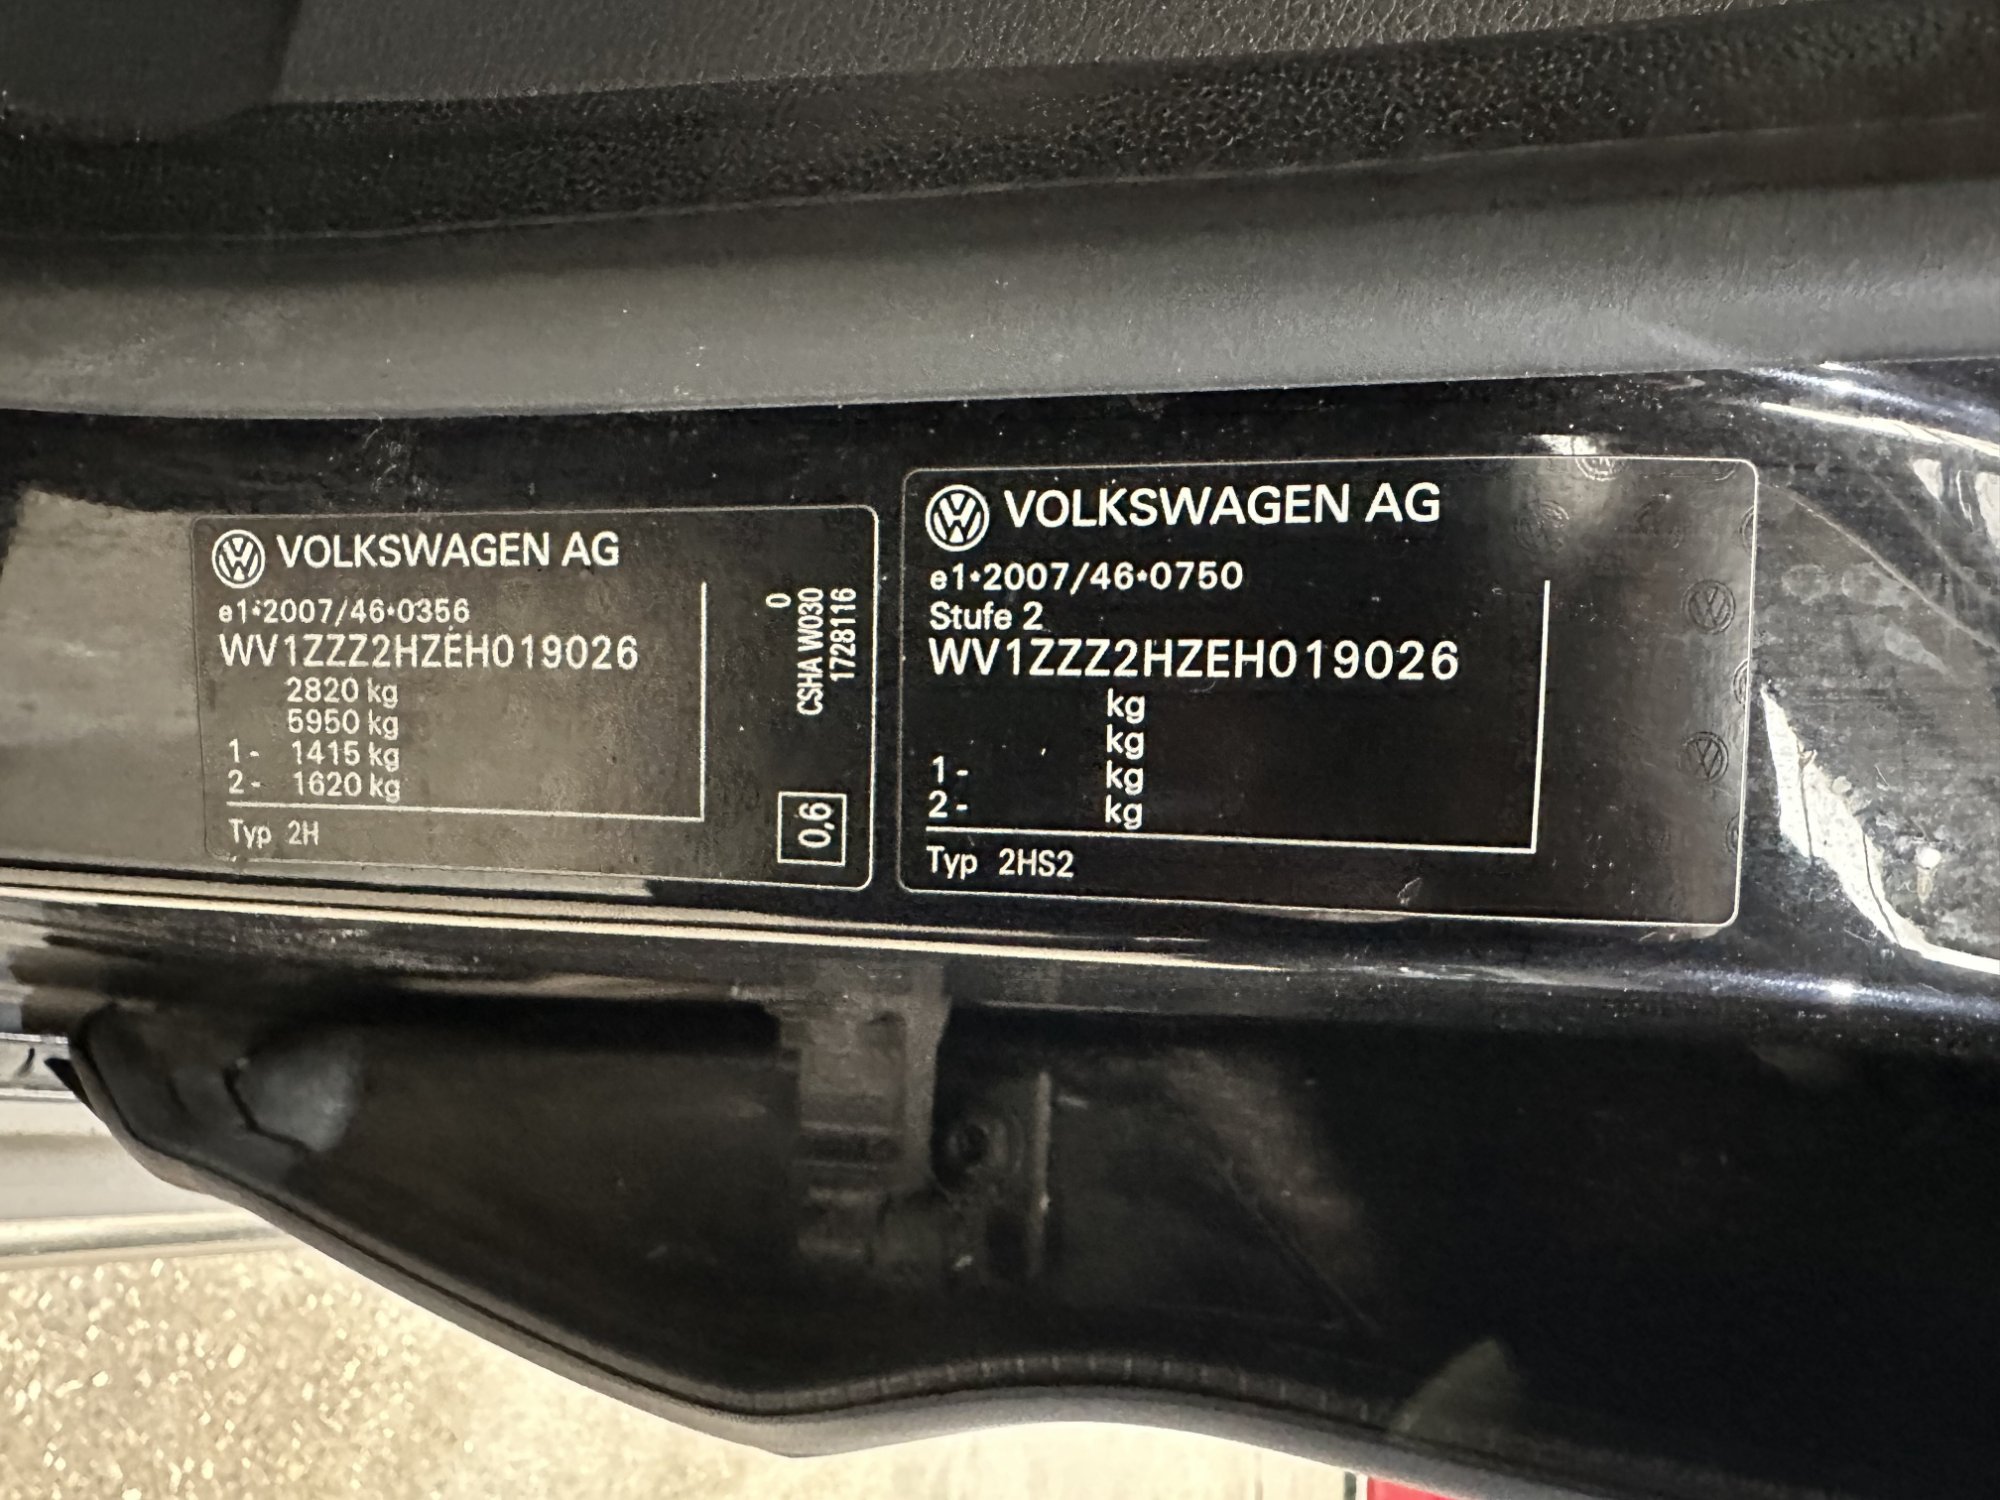 VOLKSWAGEN AG
e1*2007/46*0356
WV1ZZZ2HZEH019026
2820 kg
5950 kg
1- 1415 kg
2- 1620 kg
Typ 2H
0
CSHA W030
1728116
0,6
VOLKSWAGEN AG
e1*2007/46*0750
Stufe 2
WV1ZZZ2HZEH019026
kg
kg
1- kg
2- kg
Typ 2HS2